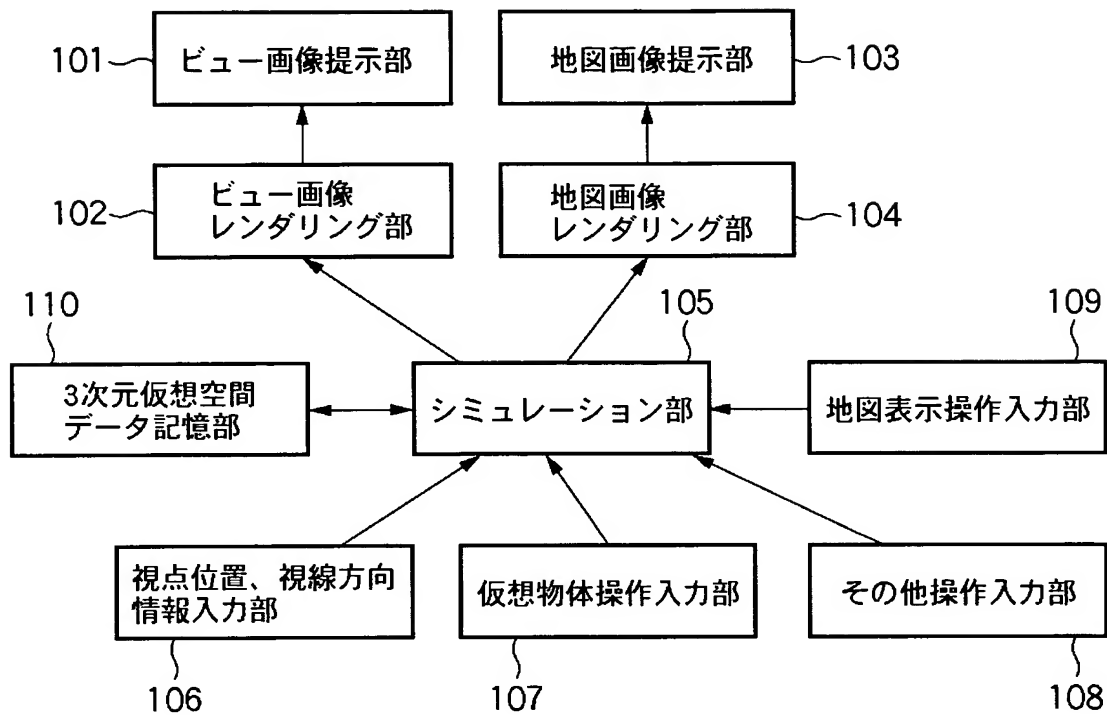 101
ビュー画像提示部
地図画像提示部
103
102
ビュー画像
レンダリング部
地図画像
レンダリング部
104
110
105
109
3次元仮想空間
データ記憶部
シミュレーション部
地図表示操作入力部
視点位置、視線方向
情報入力部
仮想物体操作入力部
その他操作入力部
106
107
108